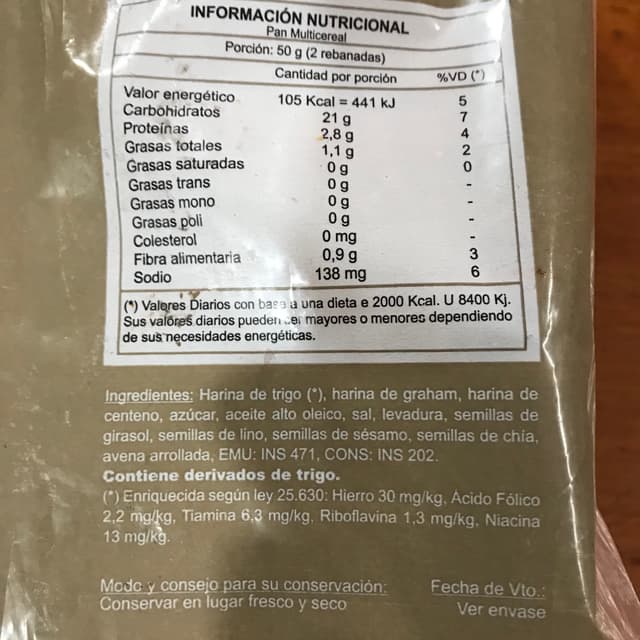 INFORMACIÓN NUTRICIONAL
Pan Multicereal
Porción: 50 g (2 rebanadas)
Cantidad por porción %VD (*)
Valor energético 105 Kcal = 441 kJ 5
Carbohidratos 21 g 7
Proteínas 2,8 g 4
Grasas totales 1,1 g 2
Grasas saturadas 0 g 0
Grasas trans 0 g -
Grasas mono 0 g -
Grasas poli 0 g -
Colesterol 0 mg -
Fibra alimentaria 0,9 g 3
Sodio 138 mg 6
(*) Valores Diarios con base a una dieta e 2000 Kcal. U 8400 Kj.
Sus valores diarios pueden ser mayores o menores dependiendo
de sus necesidades energéticas.
Ingredientes: Harina de trigo (*), harina de graham, harina de
centeno, azúcar, aceite alto oleico, sal, levadura, semillas de
girasol, semillas de lino, semillas de sésamo, semillas de chía,
avena arrollada, EMU: INS 471, CONS: INS 202.
Contiene derivados de trigo.
(*) Enriquecida según ley 25.630: Hierro 30 mg/kg, Ácido Fólico
2,2 mg/kg, Tiamina 6,3 mg/kg, Riboflavina 1,3 mg/kg, Niacina
13 mg/kg.
Modo y consejo para su conservación: Fecha de Vto.:
Conservar en lugar fresco y seco Ver envase